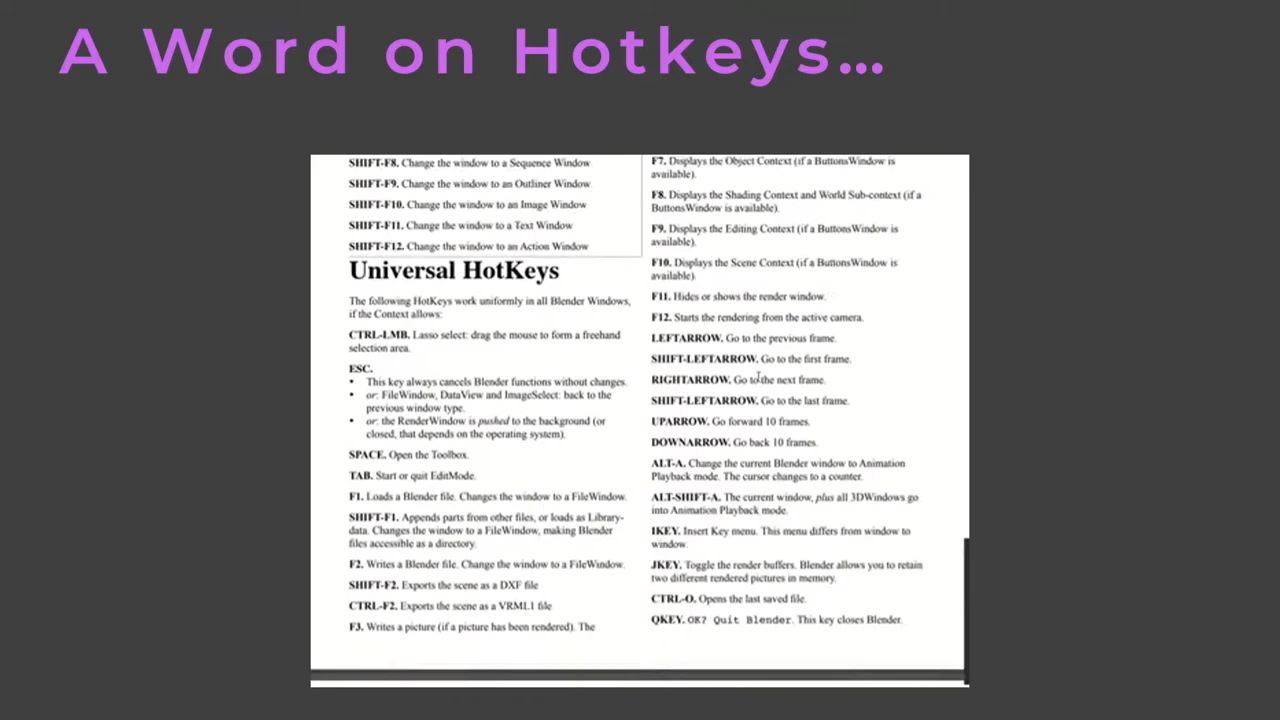 A Word on Hotkeys…
SHIFT-F8. Change the window to a Sequence Window
SHIFT-F9. Change the window to an Outliner Window
SHIFT-F10. Change the window to an Image Window
SHIFT-F11. Change the window to a Text Window
SHIFT-F12. Change the window to an Action Window
Universal HotKeys
The following HotKeys work uniformly in all Blender Windows,
if the Context allows:
CTRL-LMB. Lasso select: drag the mouse to form a freehand
selection area.
ESC.
• This key always cancels Blender functions without changes.
• or: FileWindow, DataView and ImageSelect: back to the
previous window type.
• or: the RenderWindow is pushed to the background (or
closed, that depends on the operating system).
SPACE. Open the Toolbox.
TAB. Start or quit EditMode.
F1. Loads a Blender file. Changes the window to a FileWindow.
SHIFT-F1. Appends parts from other files, or loads as Library-
data. Changes the window to a FileWindow, making Blender
files accessible as a directory.
F2. Writes a Blender file. Change the window to a FileWindow.
SHIFT-F2. Exports the scene as a DXF file
CTRL-F2. Exports the scene as a VRML1 file
F3. Writes a picture (if a picture has been rendered). The
F7. Displays the Object Context (if a ButtonsWindow is
available).
F8. Displays the Shading Context and World Sub-context (if a
ButtonsWindow is available).
F9. Displays the Editing Context (if a ButtonsWindow is
available).
F10. Displays the Scene Context (if a ButtonsWindow is
available).
F11. Hides or shows the render window.
F12. Starts the rendering from the active camera.
LEFTARROW. Go to the previous frame.
SHIFT-LEFTARROW. Go to the first frame.
RIGHTARROW. Go to the next frame.
SHIFT-LEFTARROW. Go to the last frame.
UPARROW. Go forward 10 frames.
DOWNARROW. Go back 10 frames.
ALT-A. Change the current Blender window to Animation
Playback mode. The cursor changes to a counter.
ALT-SHIFT-A. The current window, plus all 3DWindows go
into Animation Playback mode.
IKEY. Insert Key menu. This menu differs from window to
window.
JKEY. Toggle the render buffers. Blender allows you to retain
two different rendered pictures in memory.
CTRL-O. Opens the last saved file.
QKEY. OK? Quit Blender. This key closes Blender.